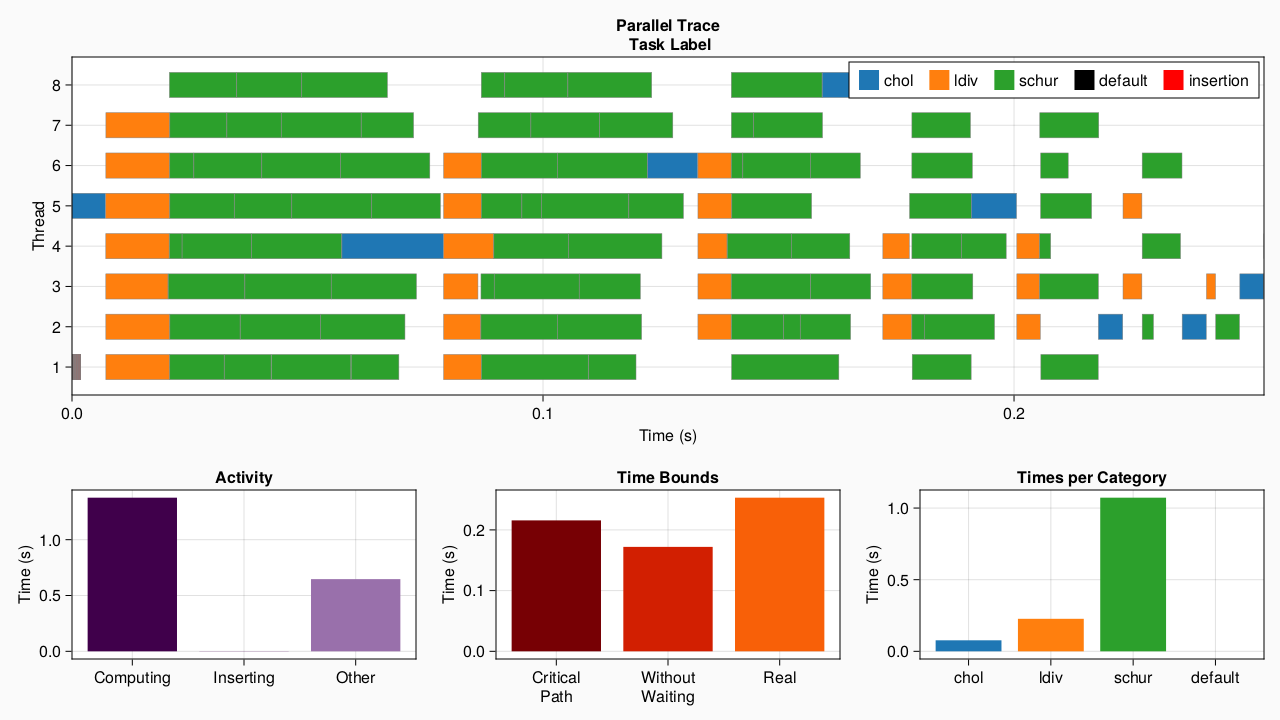 Parallel Trace
Task Label
chol ldiv schur default insertion
Thread
8
7
6
5
4
3
2
1
0.0 0.1 0.2
Time (s)
Activity
Time (s)
1.0
0.5
0.0
Computing Inserting Other
Time Bounds
Time (s)
0.2
0.1
0.0
Critical Path Without Waiting Real
Times per Category
Time (s)
1.0
0.5
0.0
chol ldiv schur default